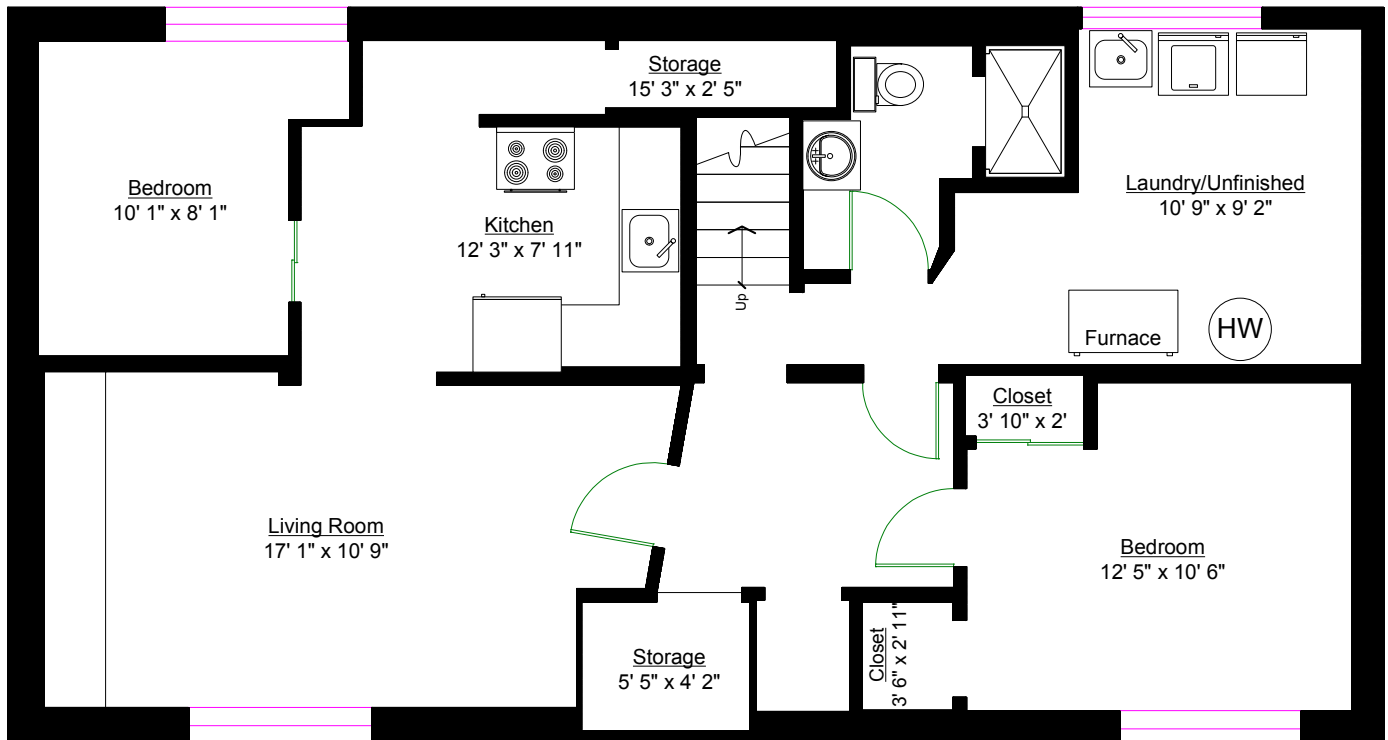 Storage
15' 3" x 2' 5"
Bedroom
10' 1" x 8' 1"
Kitchen
12' 3" x 7' 11"
Up
Laundry/Unfinished
10' 9" x 9' 2"
Furnace
HW
Closet
3' 10" x 2'
Living Room
17' 1" x 10' 9"
Bedroom
12' 5" x 10' 6"
Storage
5' 5" x 4' 2"
Closet
3' 6" x 2' 11"